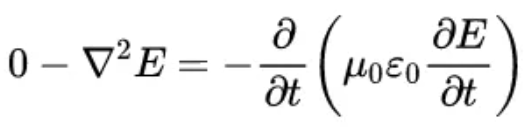 0 − ∇²E = −∂/∂t (μ₀ε₀ ∂E/∂t)